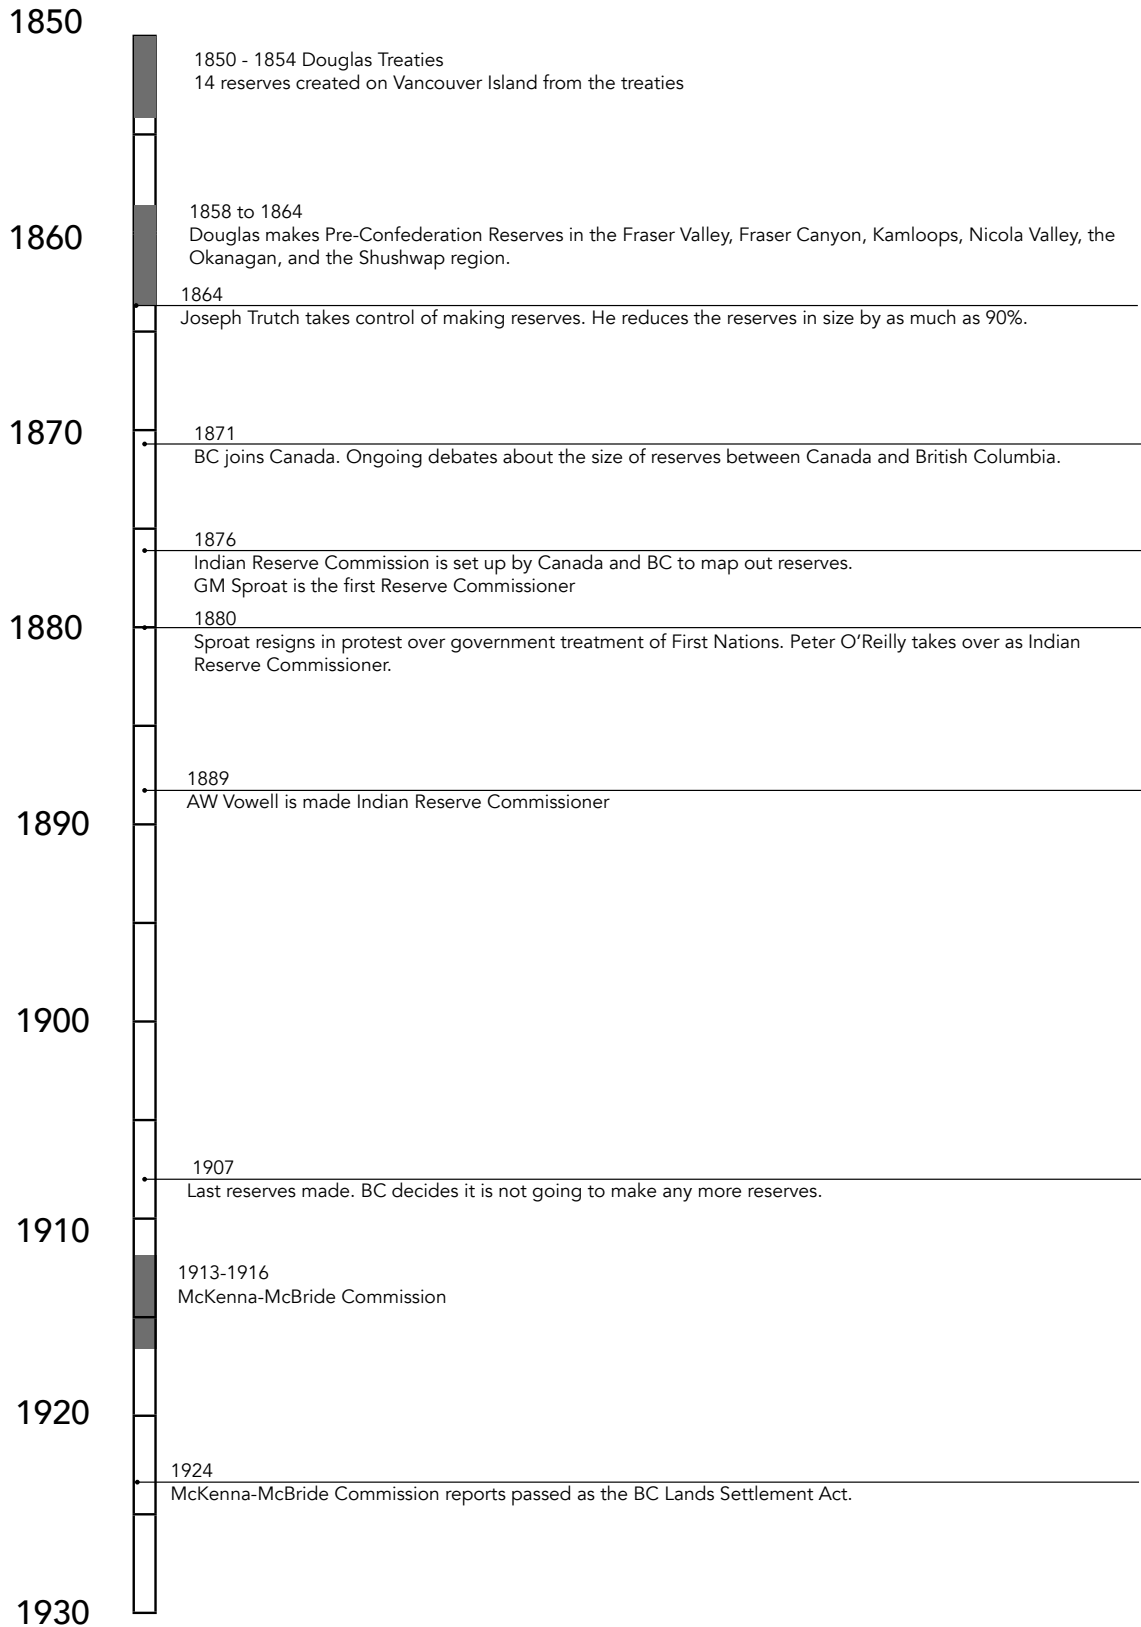 1850
1850 - 1854 Douglas Treaties
14 reserves created on Vancouver Island from the treaties
1858 to 1864
1860
Douglas makes Pre-Confederation Reserves in the Fraser Valley, Fraser Canyon, Kamloops, Nicola Valley, the
Okanagan, and the Shushwap region.
1864
Joseph Trutch takes control of making reserves. He reduces the reserves in size by as much as 90%.
1870
1871
BC joins Canada. Ongoing debates about the size of reserves between Canada and British Columbia.
1876
Indian Reserve Commission is set up by Canada and BC to map out reserves.
GM Sproat is the first Reserve Commissioner
1880
1880
Sproat resigns in protest over government treatment of First Nations. Peter O’Reilly takes over as Indian
Reserve Commissioner.
1889
AW Vowell is made Indian Reserve Commissioner
1890
1900
1907
Last reserves made. BC decides it is not going to make any more reserves.
1910
1913-1916
McKenna-McBride Commission
1920
1924
McKenna-McBride Commission reports passed as the BC Lands Settlement Act.
1930